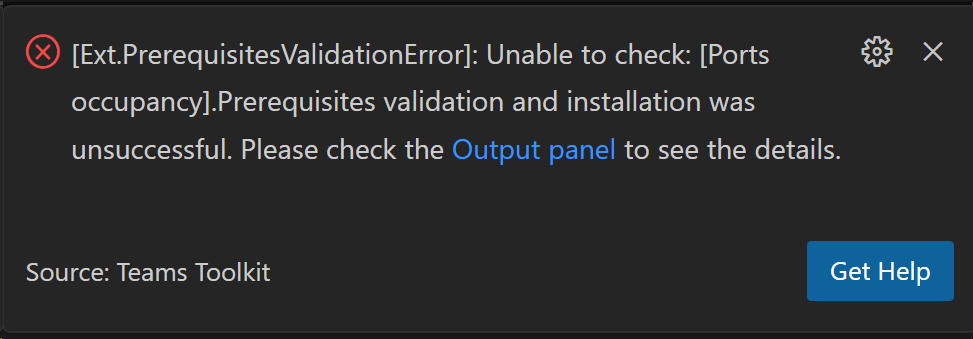 [Ext.PrerequisitesValidationError]: Unable to check: [Ports
occupancy].Prerequisites validation and installation was
unsuccessful. Please check the Output panel to see the details.
Source: Teams Toolkit
Get Help